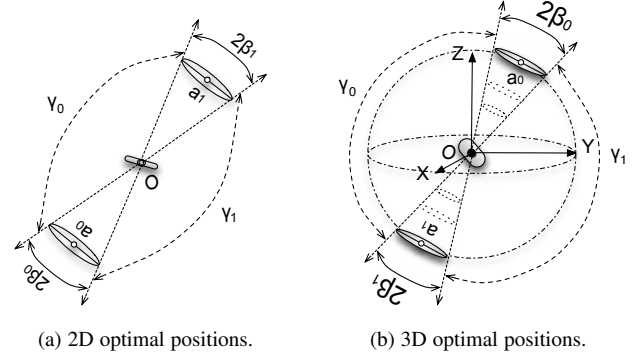 2β₁
a₁
γ₀
O
γ₁
a₀
2β₀
2β₀
Z
a₀
γ₀
O
Y
X
γ₁
a₁
2β₁
(a) 2D optimal positions.
(b) 3D optimal positions.